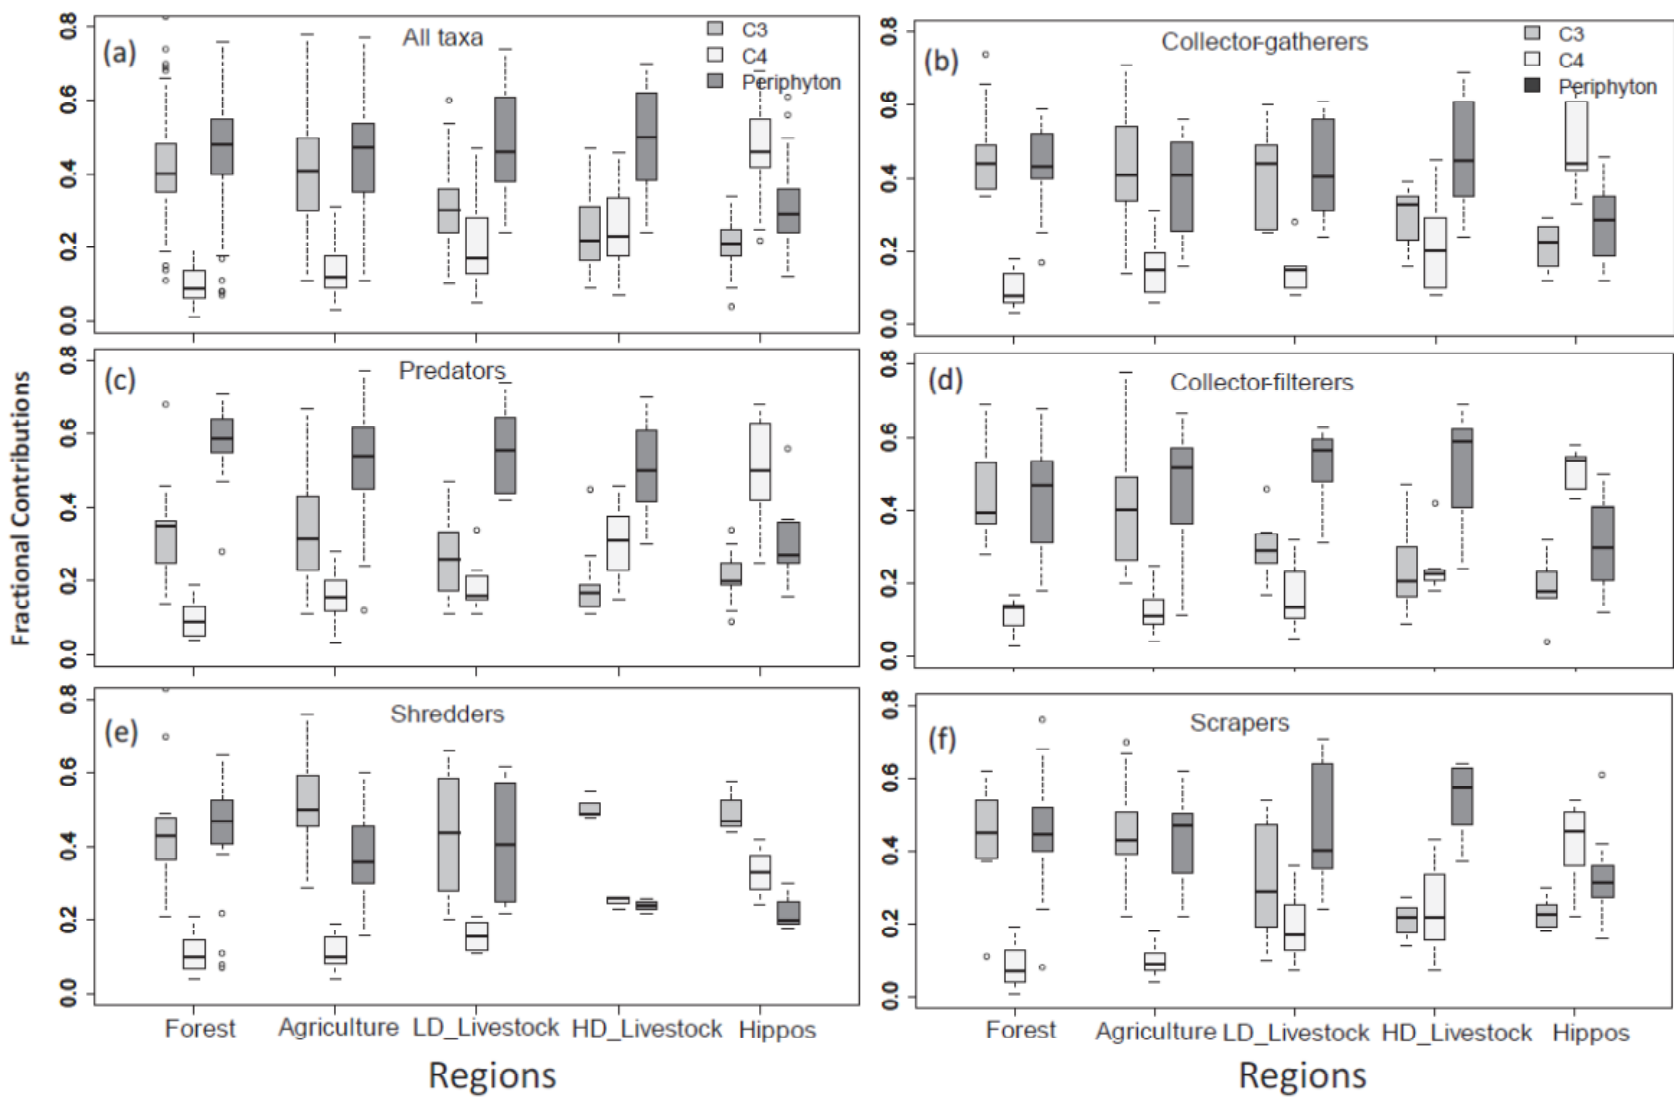 Fractional Contributions
(a)
All taxa
C3
C4
Periphyton
0.8
0.6
0.4
0.2
0.0
(b)
Collector-gatherers
C3
C4
Periphyton
0.8
0.6
0.4
0.2
0.0
(c)
Predators
0.8
0.6
0.4
0.2
0.0
(d)
Collector-filterers
0.8
0.6
0.4
0.2
0.0
(e)
Shredders
0.8
0.6
0.4
0.2
0.0
Forest Agriculture LD_Livestock HD_Livestock Hippos
Regions
(f)
Scrapers
0.8
0.6
0.4
0.2
0.0
Forest Agriculture LD_Livestock HD_Livestock Hippos
Regions